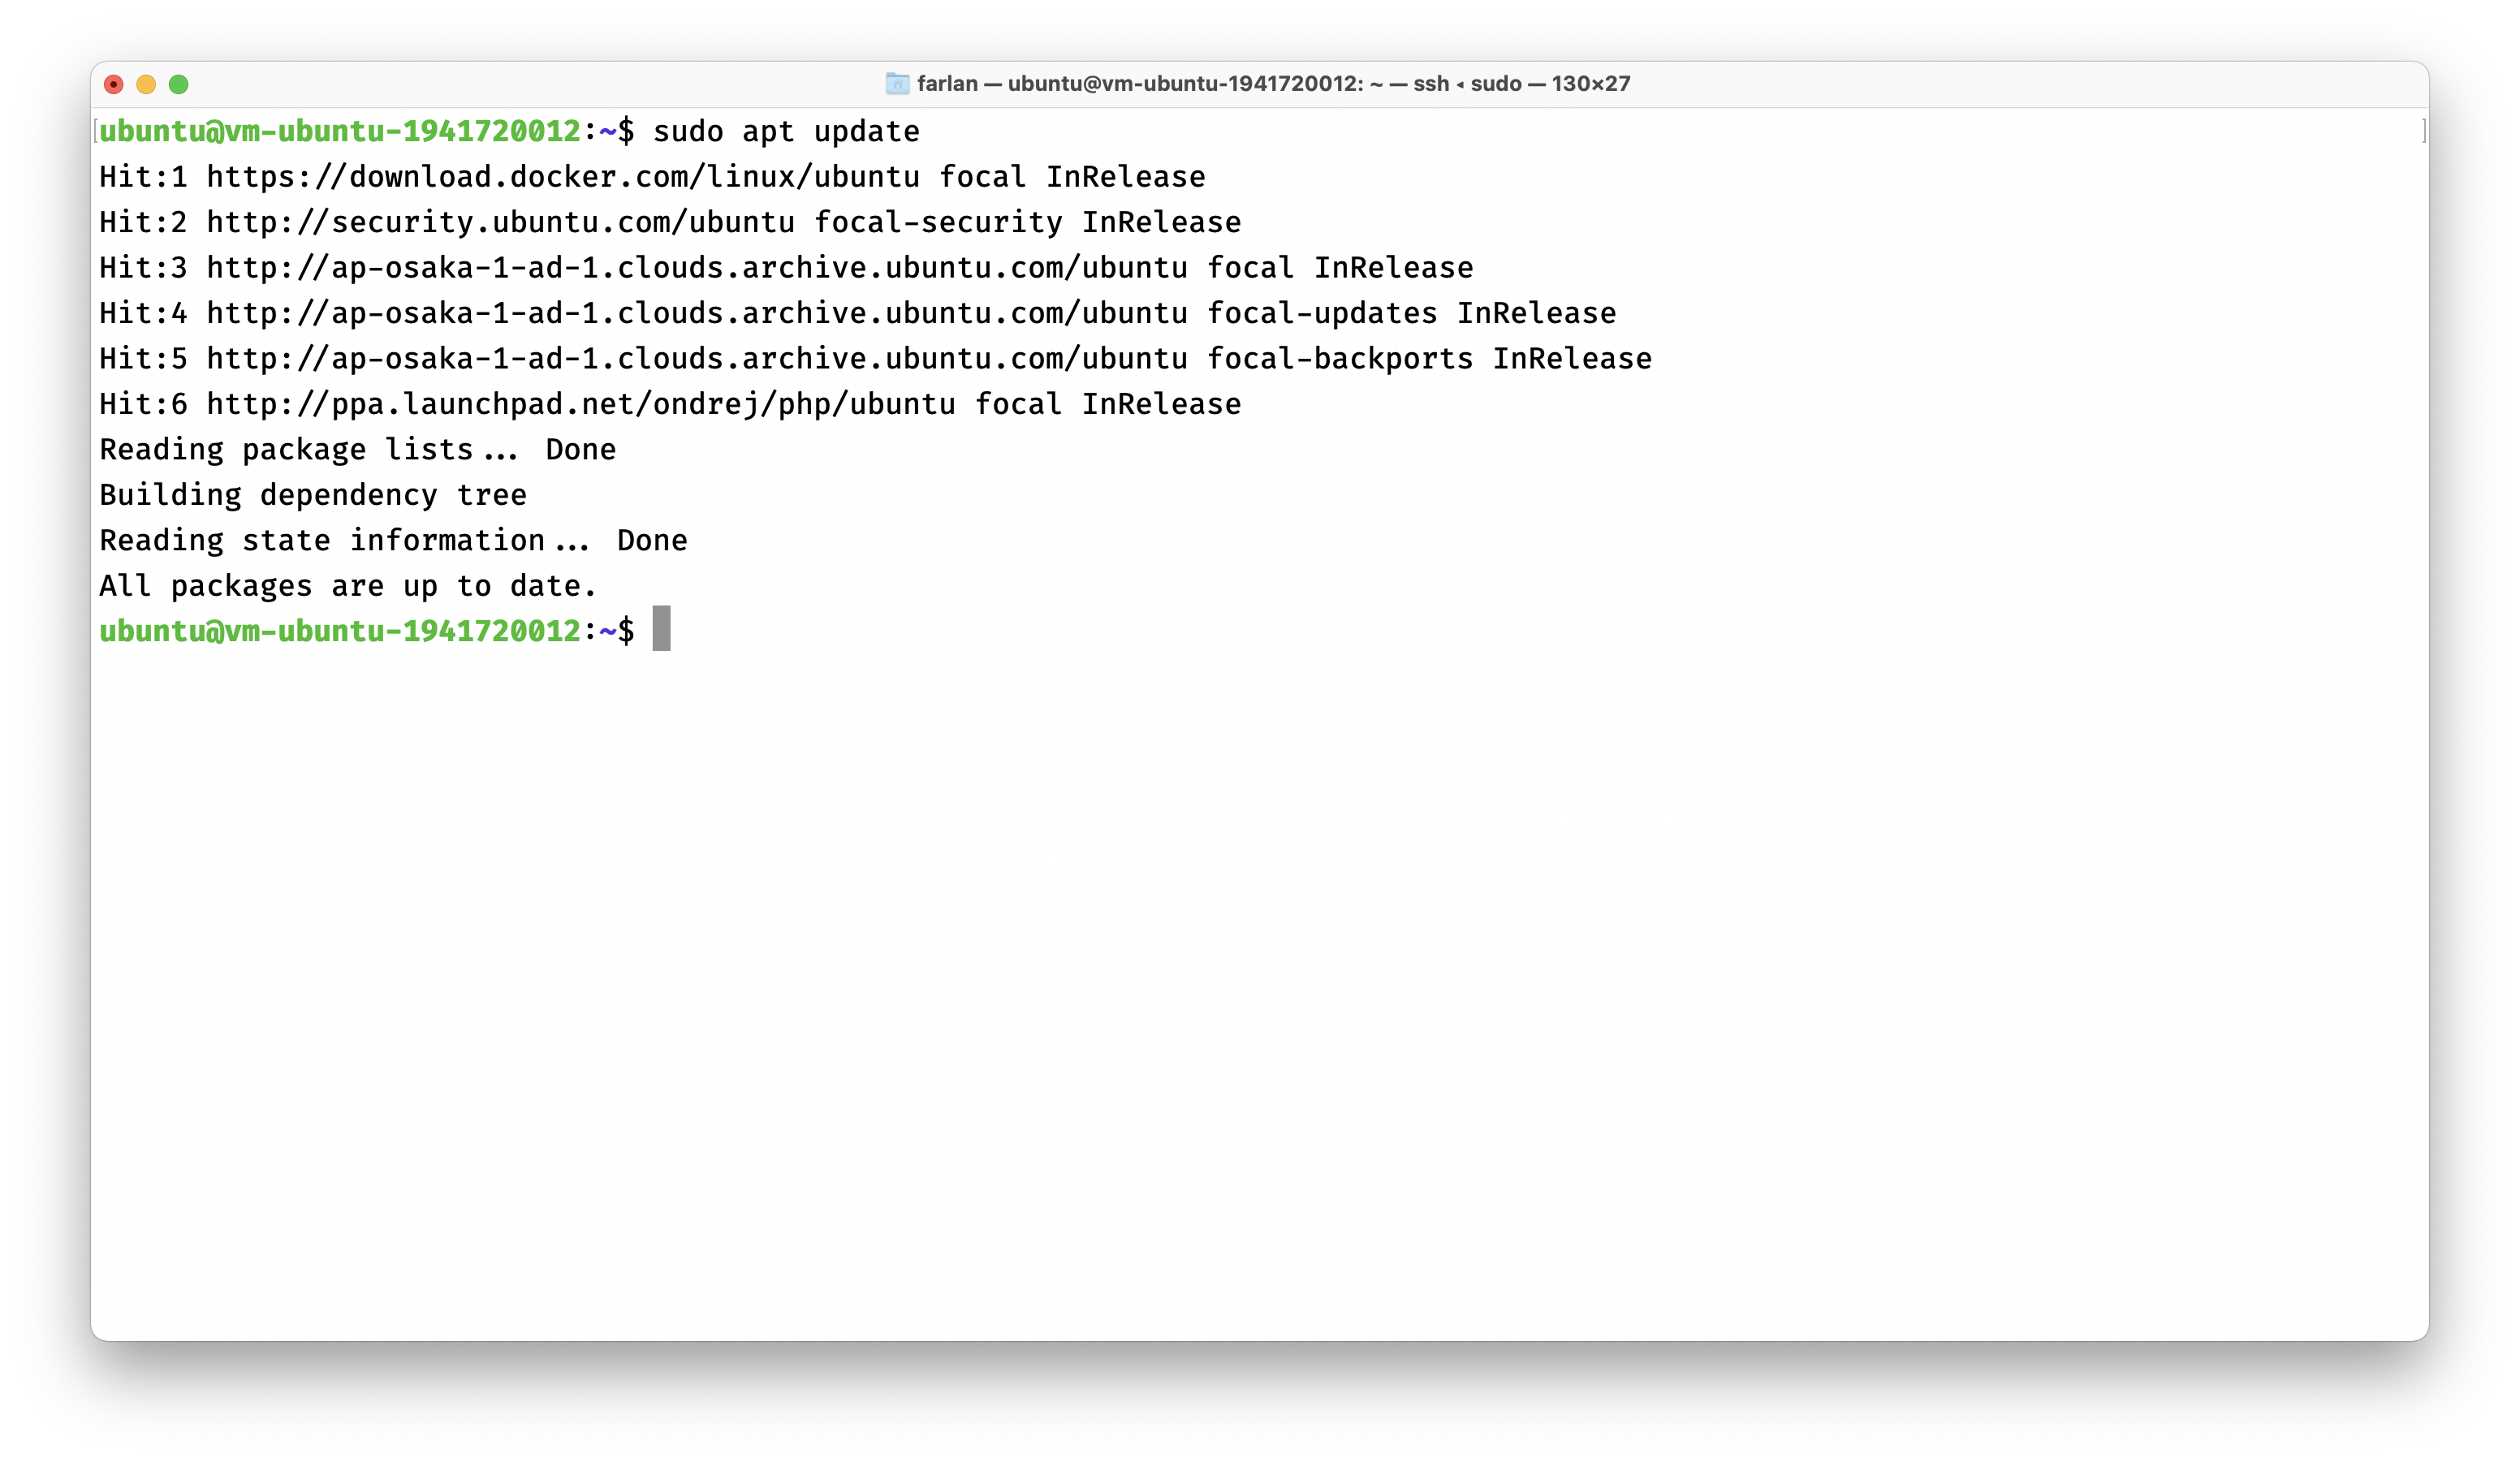 farlan — ubuntu@vm-ubuntu-1941720012: ~ — ssh ◂ sudo — 130×27
[ubuntu@vm-ubuntu-1941720012:~$ sudo apt update ]
Hit:1 https://download.docker.com/linux/ubuntu focal InRelease
Hit:2 http://security.ubuntu.com/ubuntu focal-security InRelease
Hit:3 http://ap-osaka-1-ad-1.clouds.archive.ubuntu.com/ubuntu focal InRelease
Hit:4 http://ap-osaka-1-ad-1.clouds.archive.ubuntu.com/ubuntu focal-updates InRelease
Hit:5 http://ap-osaka-1-ad-1.clouds.archive.ubuntu.com/ubuntu focal-backports InRelease
Hit:6 http://ppa.launchpad.net/ondrej/php/ubuntu focal InRelease
Reading package lists... Done
Building dependency tree
Reading state information... Done
All packages are up to date.
ubuntu@vm-ubuntu-1941720012:~$